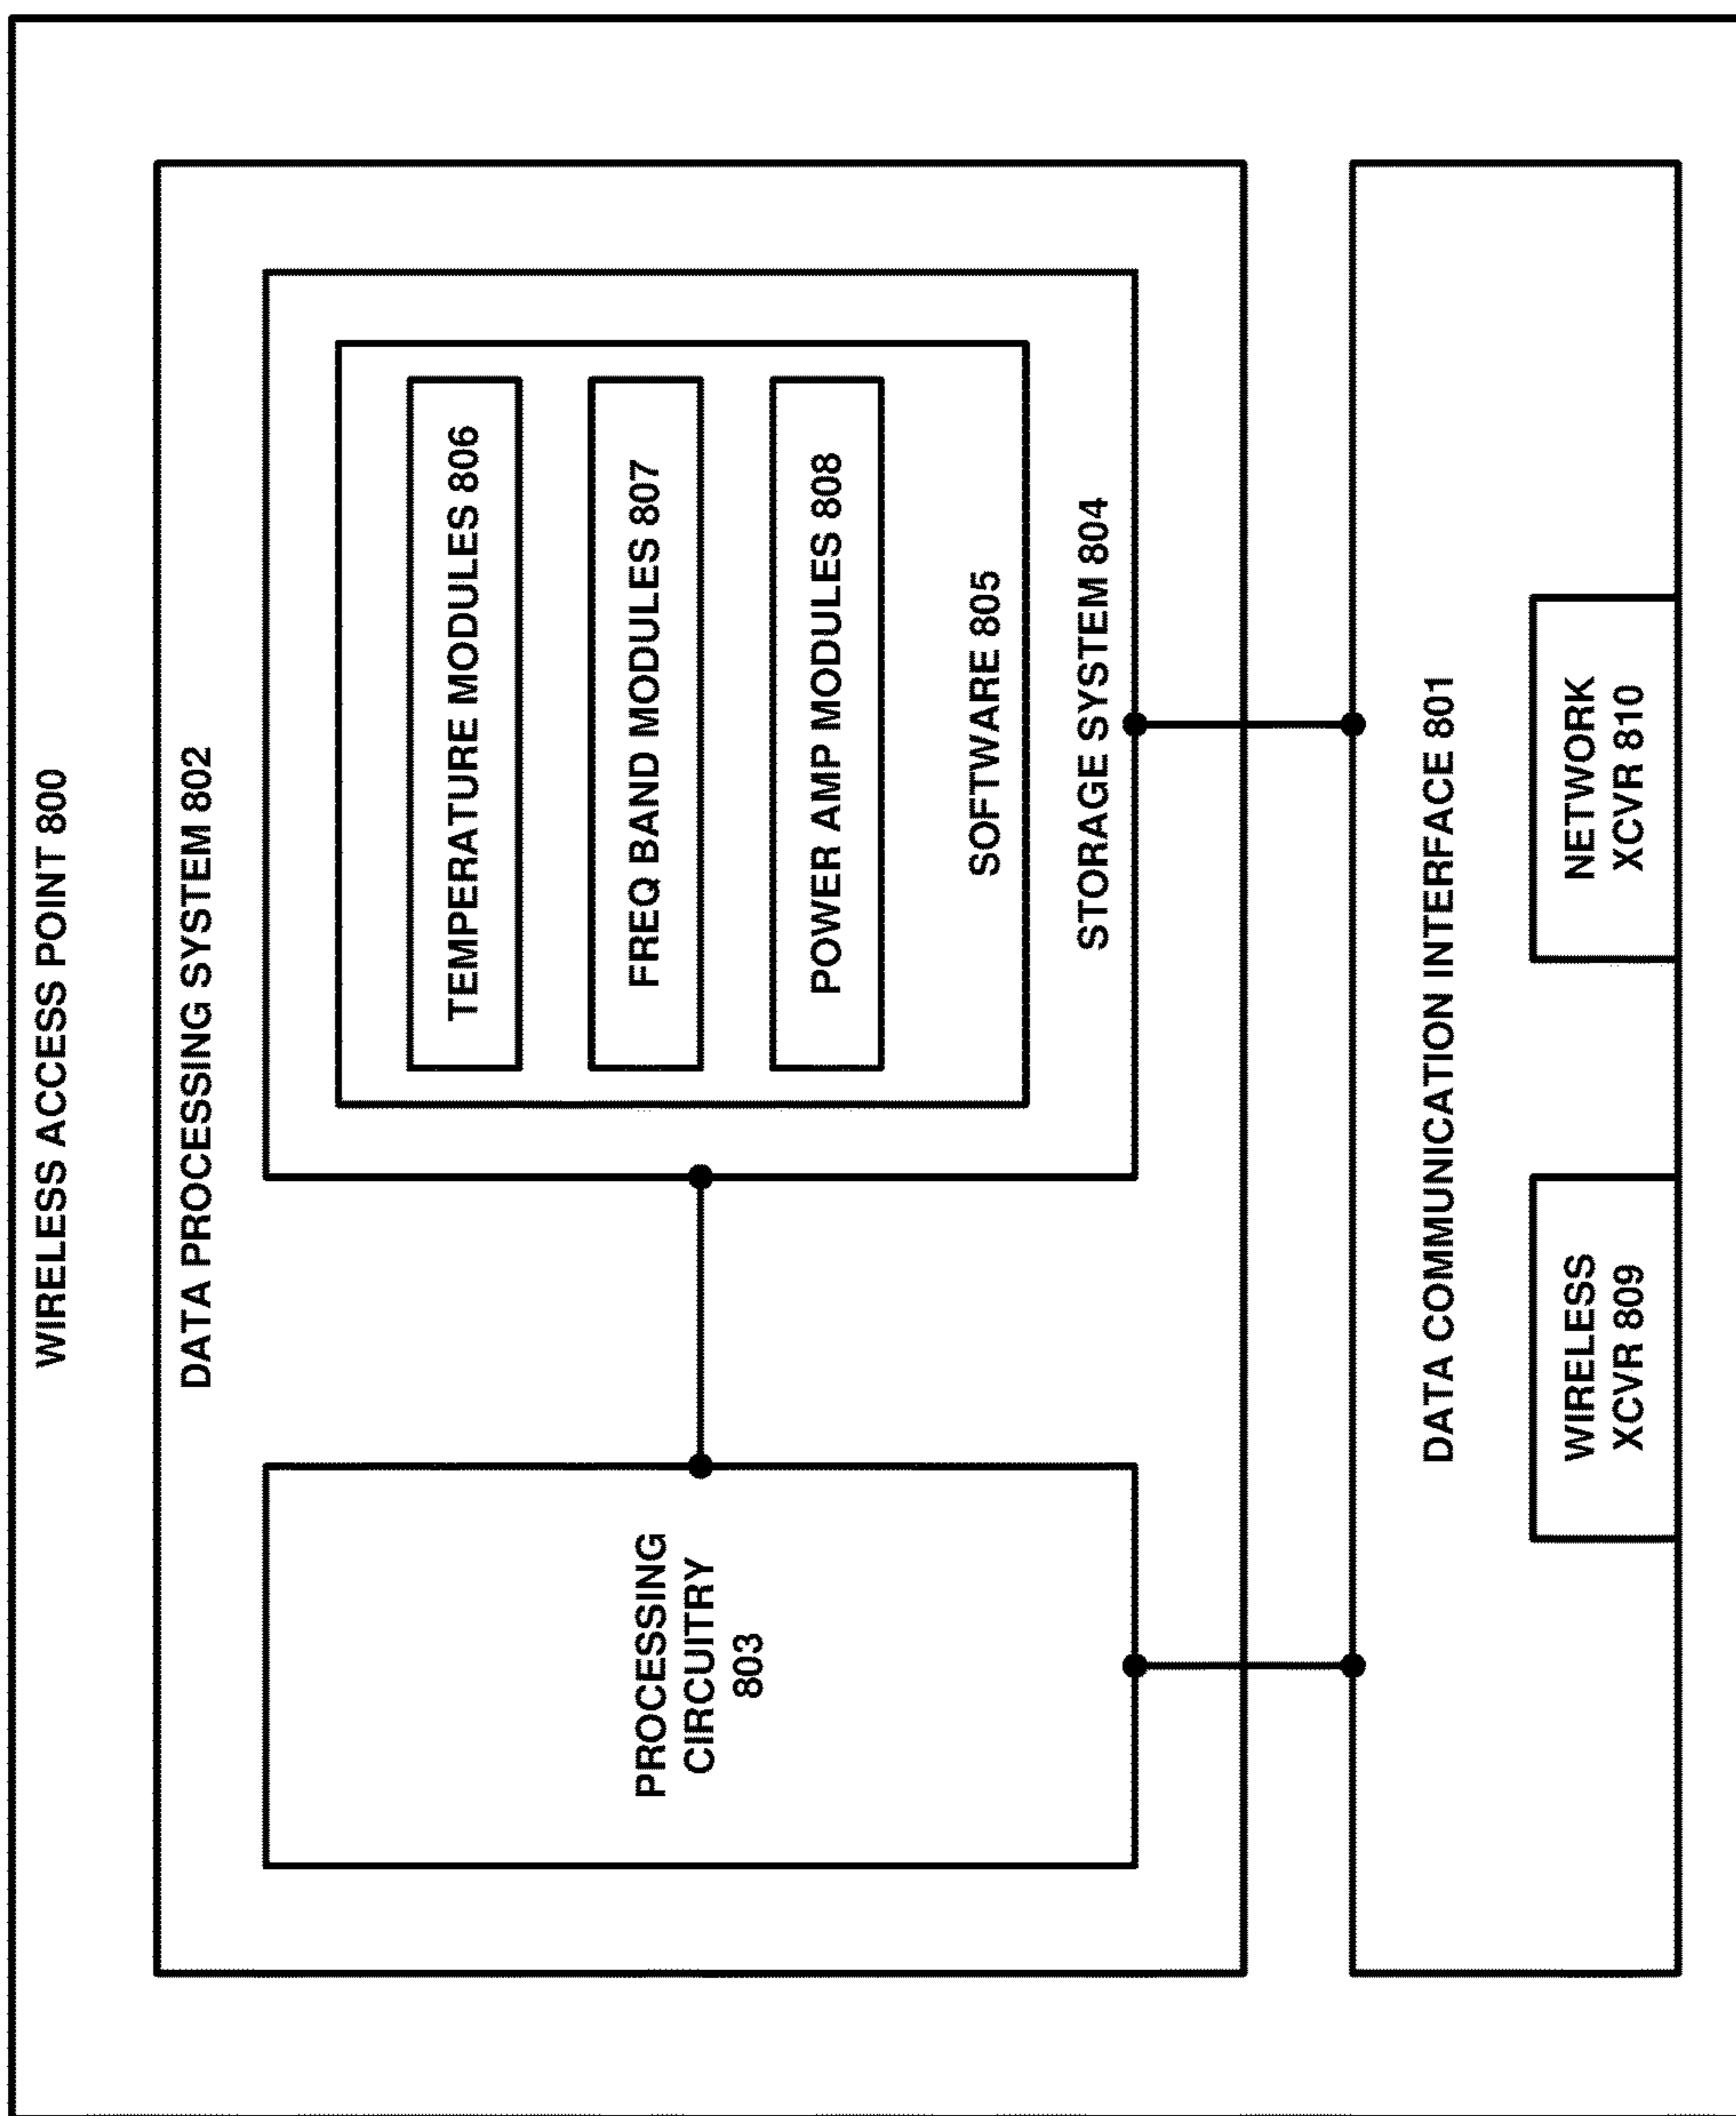 WIRELESS ACCESS POINT 800
DATA PROCESSING SYSTEM 802
PROCESSING
CIRCUITRY
803
TEMPERATURE MODULES 806
FREQ BAND MODULES 807
POWER AMP MODULES 808
SOFTWARE 805
STORAGE SYSTEM 804
DATA COMMUNICATION INTERFACE 801
WIRELESS
XCVR 809
NETWORK
XCVR 810